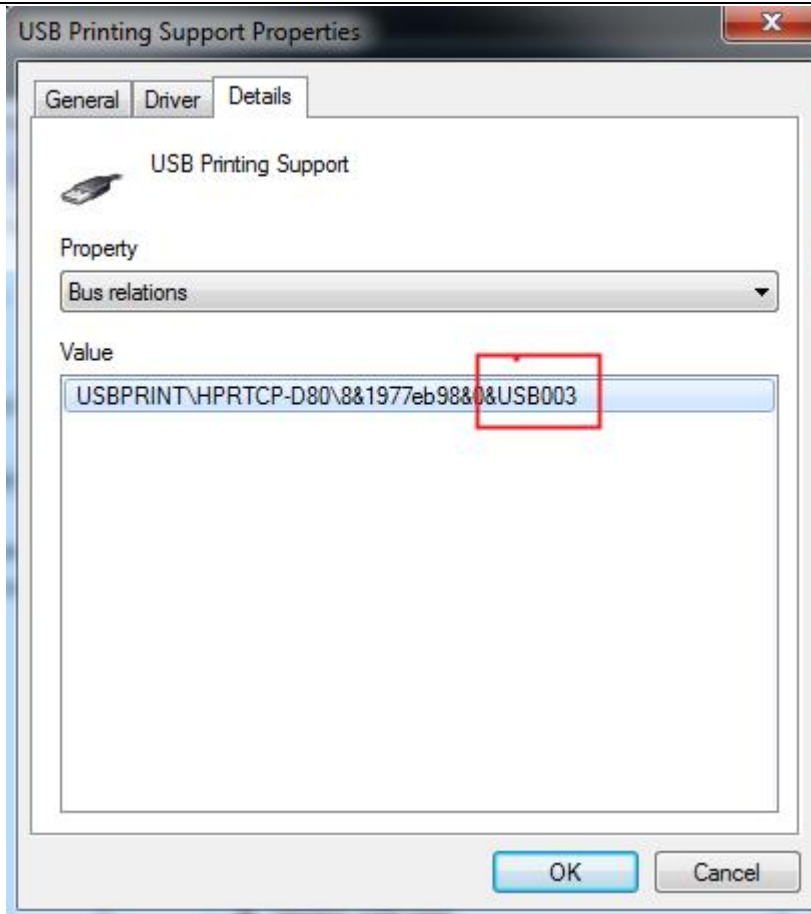 USB Printing Support Properties
General Driver Details
USB Printing Support
Property
Bus relations
Value
USBPRINT\HPRTCP-D80\8&1977eb98&0&USB003
OK Cancel